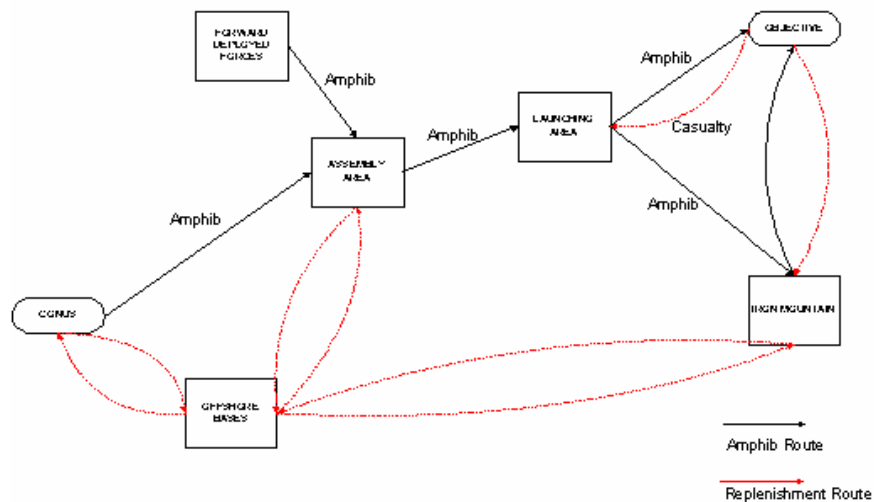 FORWARD
DEPLOYED
FORCES
OBJECTIVE
Amphib
Amphib
Amphib
LAUNCHING
AREA
Casualty
ASSEMBLY
AREA
Amphib
Amphib
CONUS
IRON MOUNTAIN
OFFSHORE
BASES
Amphib Route
Replenishment Route